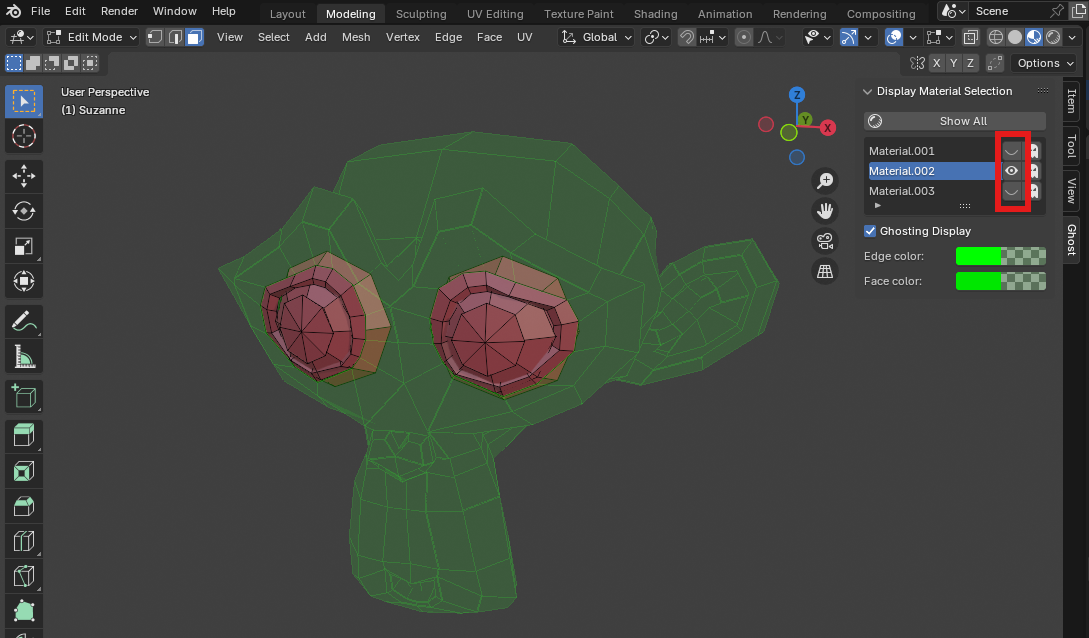 File Edit Render Window Help Layout Modeling Sculpting UV Editing Texture Paint Shading Animation Rendering Compositing Scene
Edit Mode View Select Add Mesh Vertex Edge Face UV Global
X Y Z Options
User Perspective
(1) Suzanne
Z
Y
X
Display Material Selection
Show All
Material.001
Material.002
Material.003
Ghosting Display
Edge color:
Face color:
Item
Tool
View
Ghost